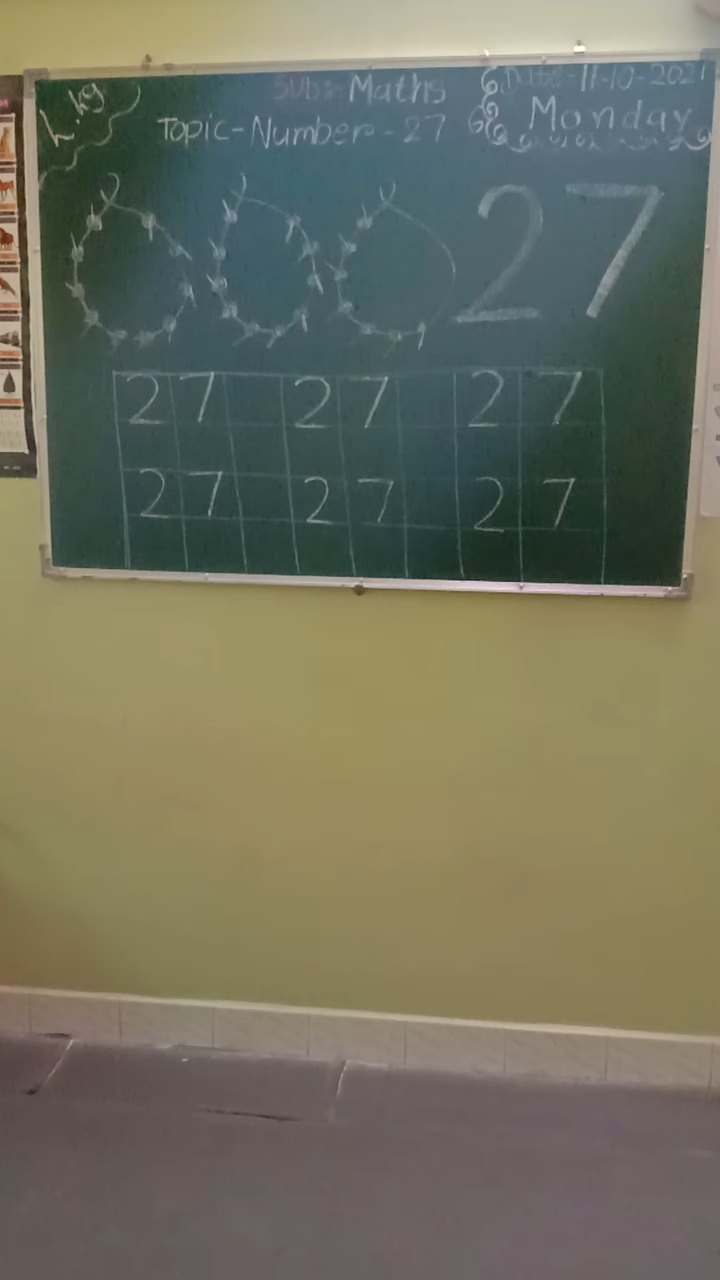 L.kg
Sub:- Maths
Date-11-10-2021
Topic-Number-27
Monday
27
27 27 27
27 27 27